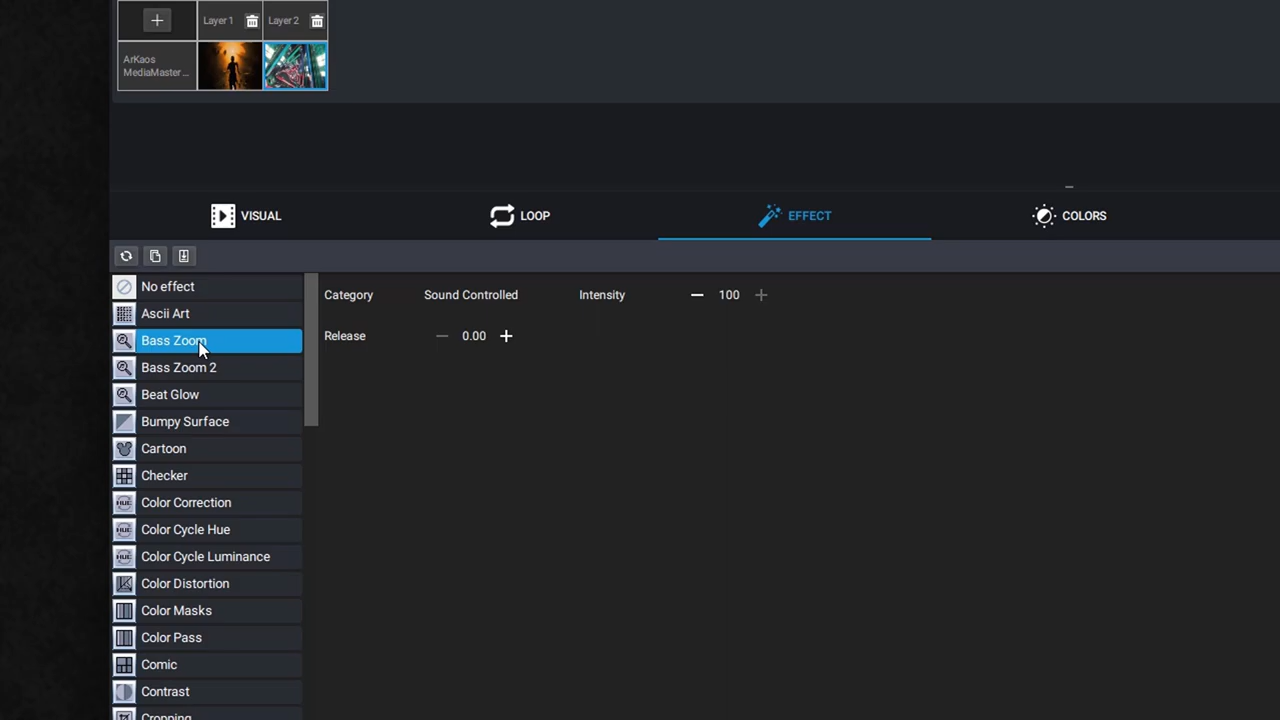 + Layer 1 Layer 2
ArKaos
MediaMaster...
VISUAL LOOP EFFECT COLORS
No effect
Category Sound Controlled Intensity − 100 +
Ascii Art
Release − 0.00 +
Bass Zoom
Bass Zoom 2
Beat Glow
Bumpy Surface
Cartoon
Checker
Color Correction
Color Cycle Hue
Color Cycle Luminance
Color Distortion
Color Masks
Color Pass
Comic
Contrast
Cropping